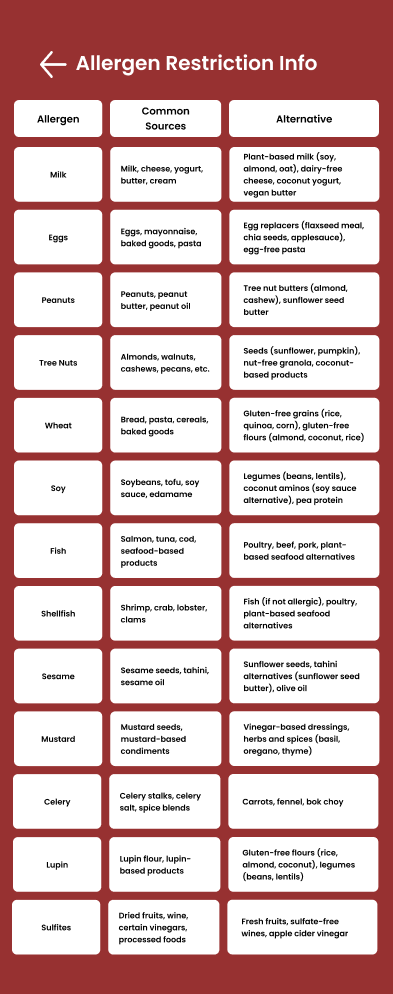 Allergen Restriction Info
Allergen
Common
Sources
Alternative
Milk
Milk, cheese, yogurt,
butter, cream
Plant-based milk (soy,
almond, oat), dairy-free
cheese, coconut yogurt,
vegan butter
Eggs
Eggs, mayonnaise,
baked goods, pasta
Egg replacers (flaxseed meal,
chia seeds, applesauce),
egg-free pasta
Peanuts
Peanuts, peanut
butter, peanut oil
Tree nut butters (almond,
cashew), sunflower seed
butter
Tree Nuts
Almonds, walnuts,
cashews, pecans, etc.
Seeds (sunflower, pumpkin),
nut-free granola, coconut-
based products
Wheat
Bread, pasta, cereals,
baked goods
Gluten-free grains (rice,
quinoa, corn), gluten-free
flours (almond, coconut, rice)
Soy
Soybeans, tofu, soy
sauce, edamame
Legumes (beans, lentils),
coconut aminos (soy sauce
alternative), pea protein
Fish
Salmon, tuna, cod,
seafood-based
products
Poultry, beef, pork, plant-
based seafood alternatives
Shellfish
Shrimp, crab, lobster,
clams
Fish (if not allergic), poultry,
plant-based seafood
alternatives
Sesame
Sesame seeds, tahini,
sesame oil
Sunflower seeds, tahini
alternatives (sunflower seed
butter), olive oil
Mustard
Mustard seeds,
mustard-based
condiments
Vinegar-based dressings,
herbs and spices (basil,
oregano, thyme)
Celery
Celery stalks, celery
salt, spice blends
Carrots, fennel, bok choy
Lupin
Lupin flour, lupin-
based products
Gluten-free flours (rice,
almond, coconut), legumes
(beans, lentils)
Sulfites
Dried fruits, wine,
certain vinegars,
processed foods
Fresh fruits, sulfate-free
wines, apple cider vinegar